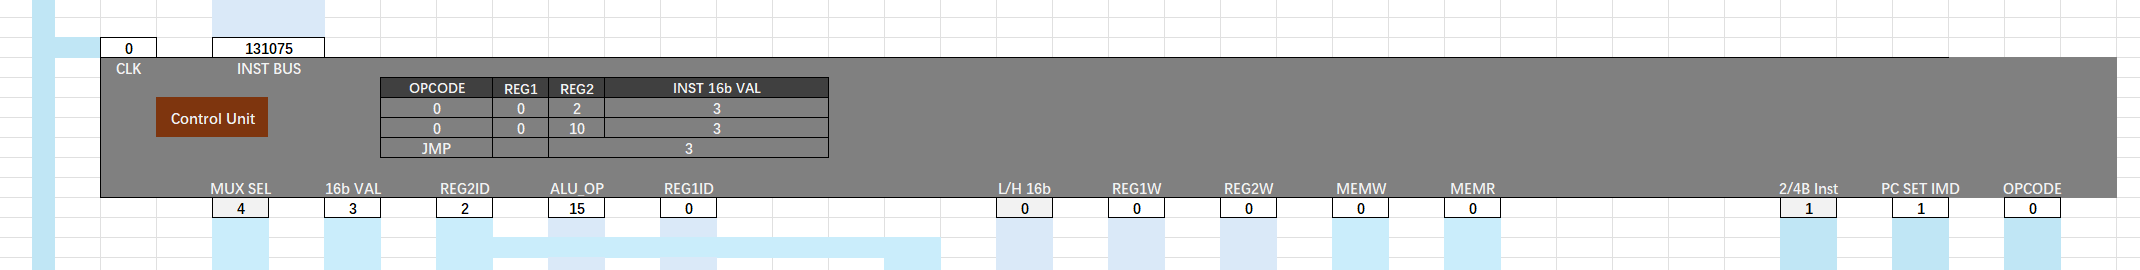 0 131075
CLK INST BUS
OPCODE REG1 REG2 INST 16b VAL
0 0 2 3
Control Unit
0 0 10 3
JMP 3
MUX SEL 16b VAL REG2ID ALU_OP REG1ID L/H 16b REG1W REG2W MEMW MEMR 2/4B Inst PC SET IMD OPCODE
4 3 2 15 0 0 0 0 0 0 1 1 0